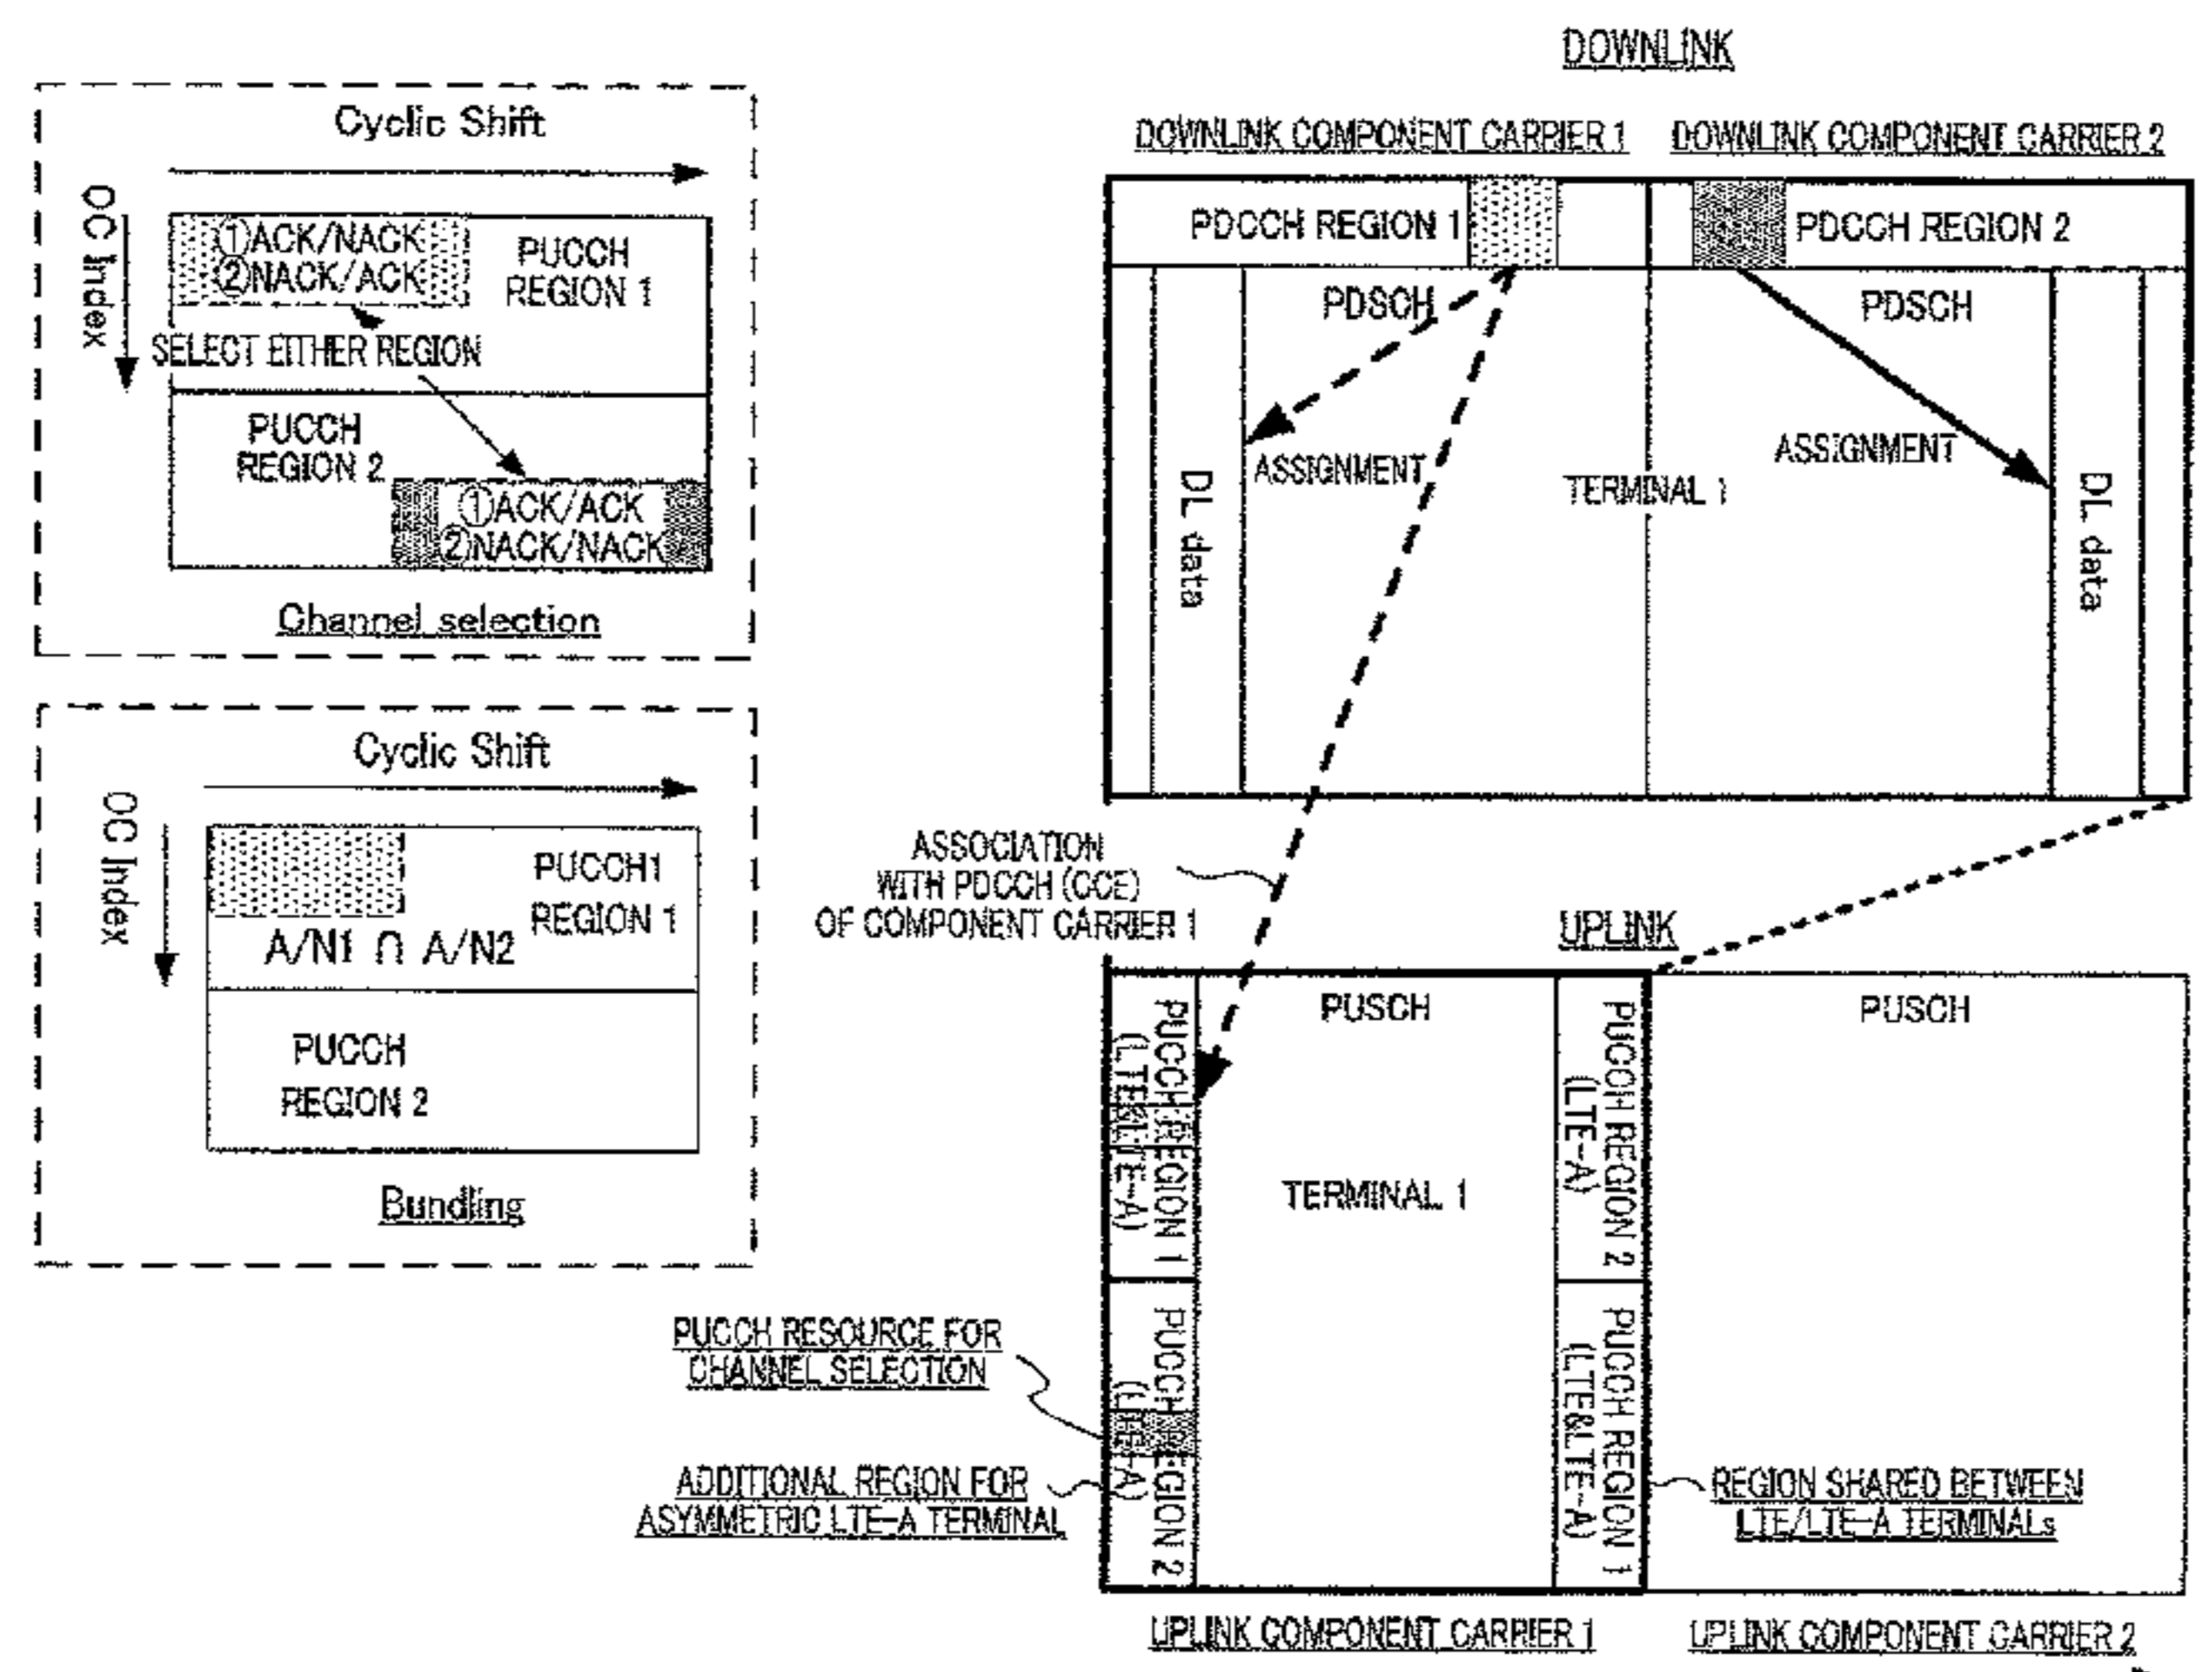 Cyclic Shift
OC Index
①ACK/NACK
②NACK/ACK
PUCCH
REGION 1
SELECT EITHER REGION
PUCCH
REGION 2
①ACK/ACK
②NACK/NACK
Channel selection
Cyclic Shift
OC Index
PUCCH1
REGION 1
A/N1 ∩ A/N2
PUCCH
REGION 2
Bundling
DOWNLINK
DOWNLINK COMPONENT CARRIER 1
DOWNLINK COMPONENT CARRIER 2
PDCCH REGION 1
PDCCH REGION 2
PDSCH
PDSCH
ASSIGNMENT
ASSIGNMENT
TERMINAL 1
DL data
DL data
ASSOCIATION
WITH PDCCH (CCE)
OF COMPONENT CARRIER 1
UPLINK
PUCCH REGION 1
(LTE&LTE-A)
PUSCH
PUCCH REGION 2
(LTE-A)
PUSCH
TERMINAL 1
PUCCH REGION 2
(LTE-A)
PUCCH REGION 1
(LTE&LTE-A)
PUCCH RESOURCE FOR
CHANNEL SELECTION
ADDITIONAL REGION FOR
ASYMMETRIC LTE-A TERMINAL
REGION SHARED BETWEEN
LTE/LTE-A TERMINALs
UPLINK COMPONENT CARRIER 1
UPLINK COMPONENT CARRIER 2